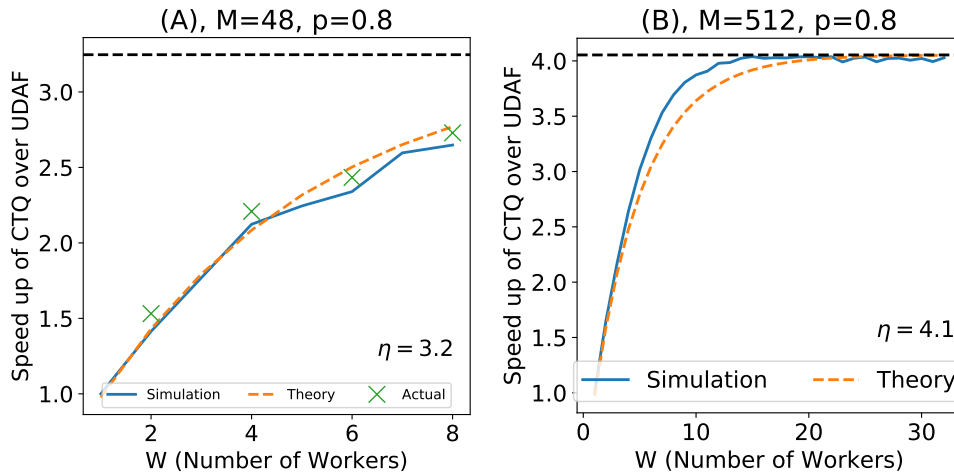 (A), M=48, p=0.8
Speed up of CTQ over UDAF
3.0
2.5
2.0
1.5
1.0
η = 3.2
Simulation Theory Actual
2 4 6 8
W (Number of Workers)
(B), M=512, p=0.8
Speed up of CTQ over UDAF
4.0
3.5
3.0
2.5
2.0
1.5
1.0
η = 4.1
Simulation Theory
0 10 20 30
W (Number of Workers)